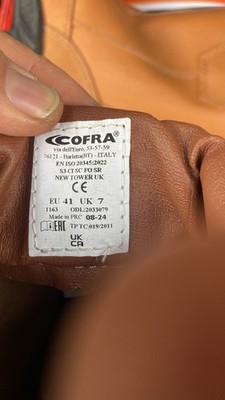 COFRA®
via dell'Euro, 53-57-59
76121 - Barletta(BT) - ITALY
EN ISO 20345:2022
S3 CI SC FO SR
NEW TOWER UK
CE
EU 41 UK 7
1163 ODL:2033079
Made in PRC 08-24
EAC TP TC 019/2011
UK
CA